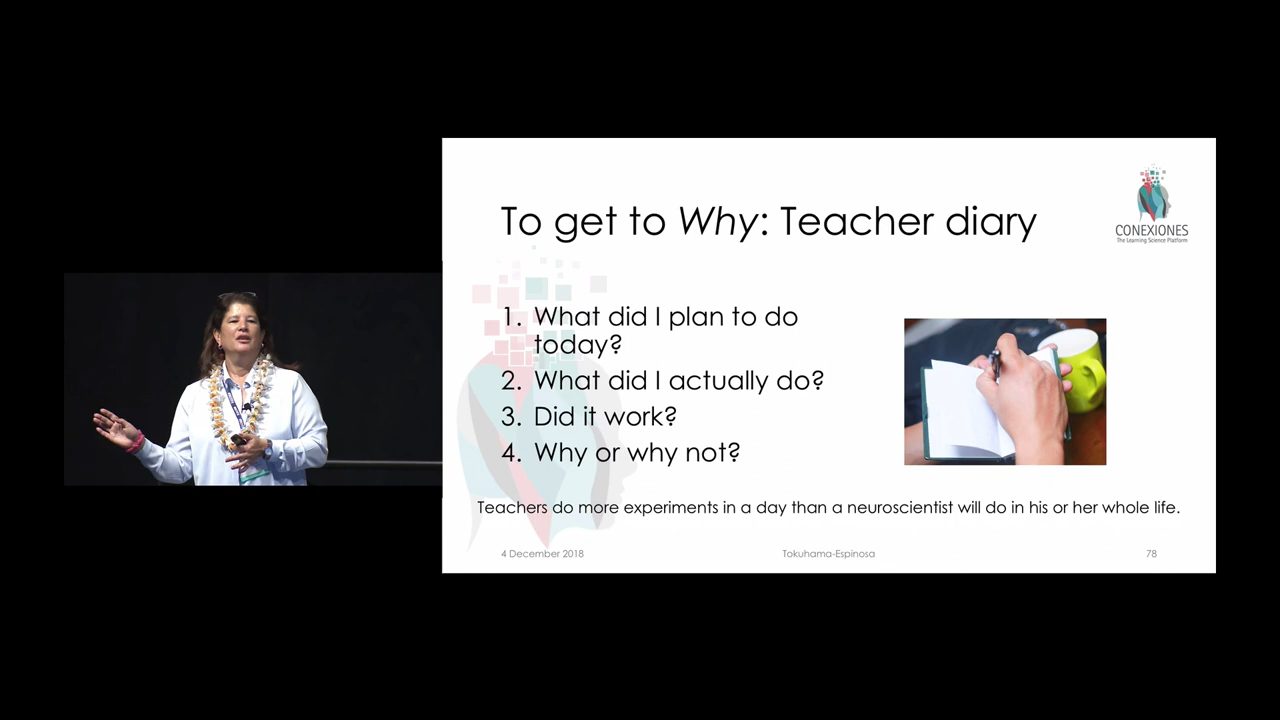 To get to Why: Teacher diary
CONEXIONES
The Learning Science Platform
1. What did I plan to do
today?
2. What did I actually do?
3. Did it work?
4. Why or why not?
Teachers do more experiments in a day than a neuroscientist will do in his or her whole life.
4 December 2018
Tokuhama-Espinosa
78